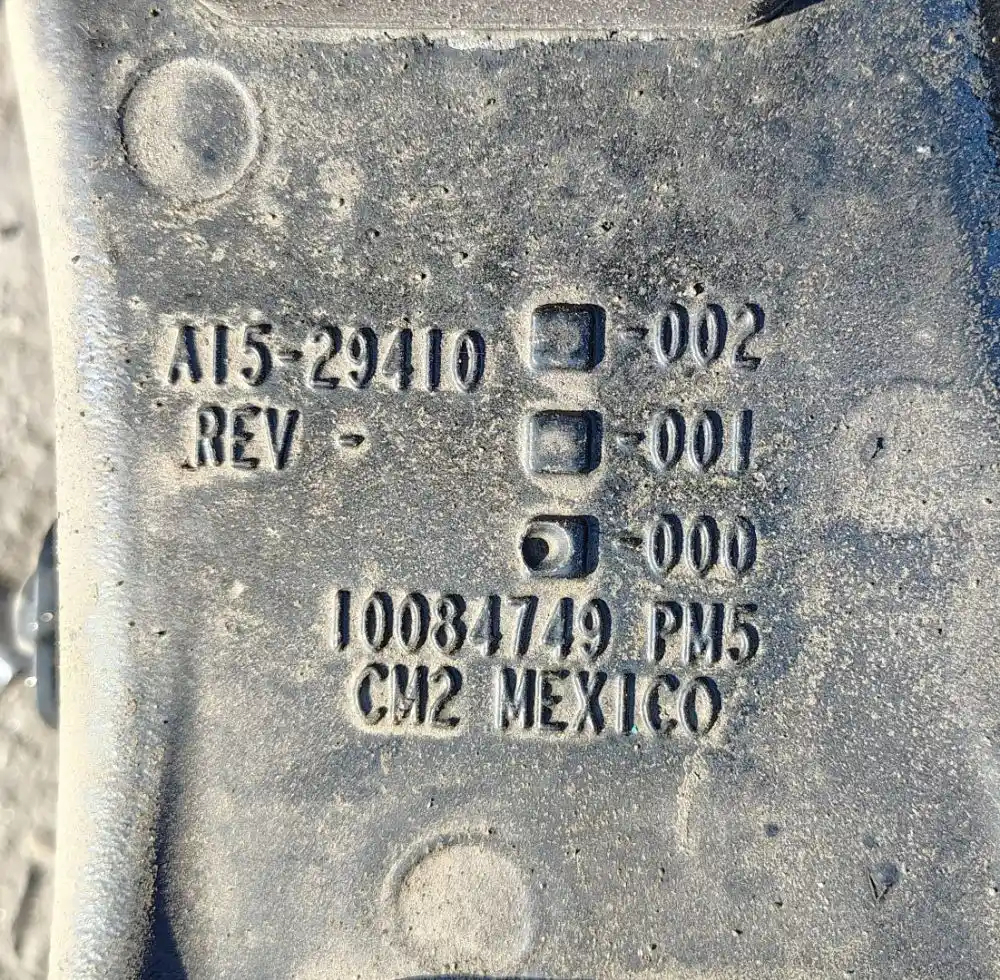 A15-29410 -002
REV - -001
-000
10084749 PM5
CM2 MEXICO